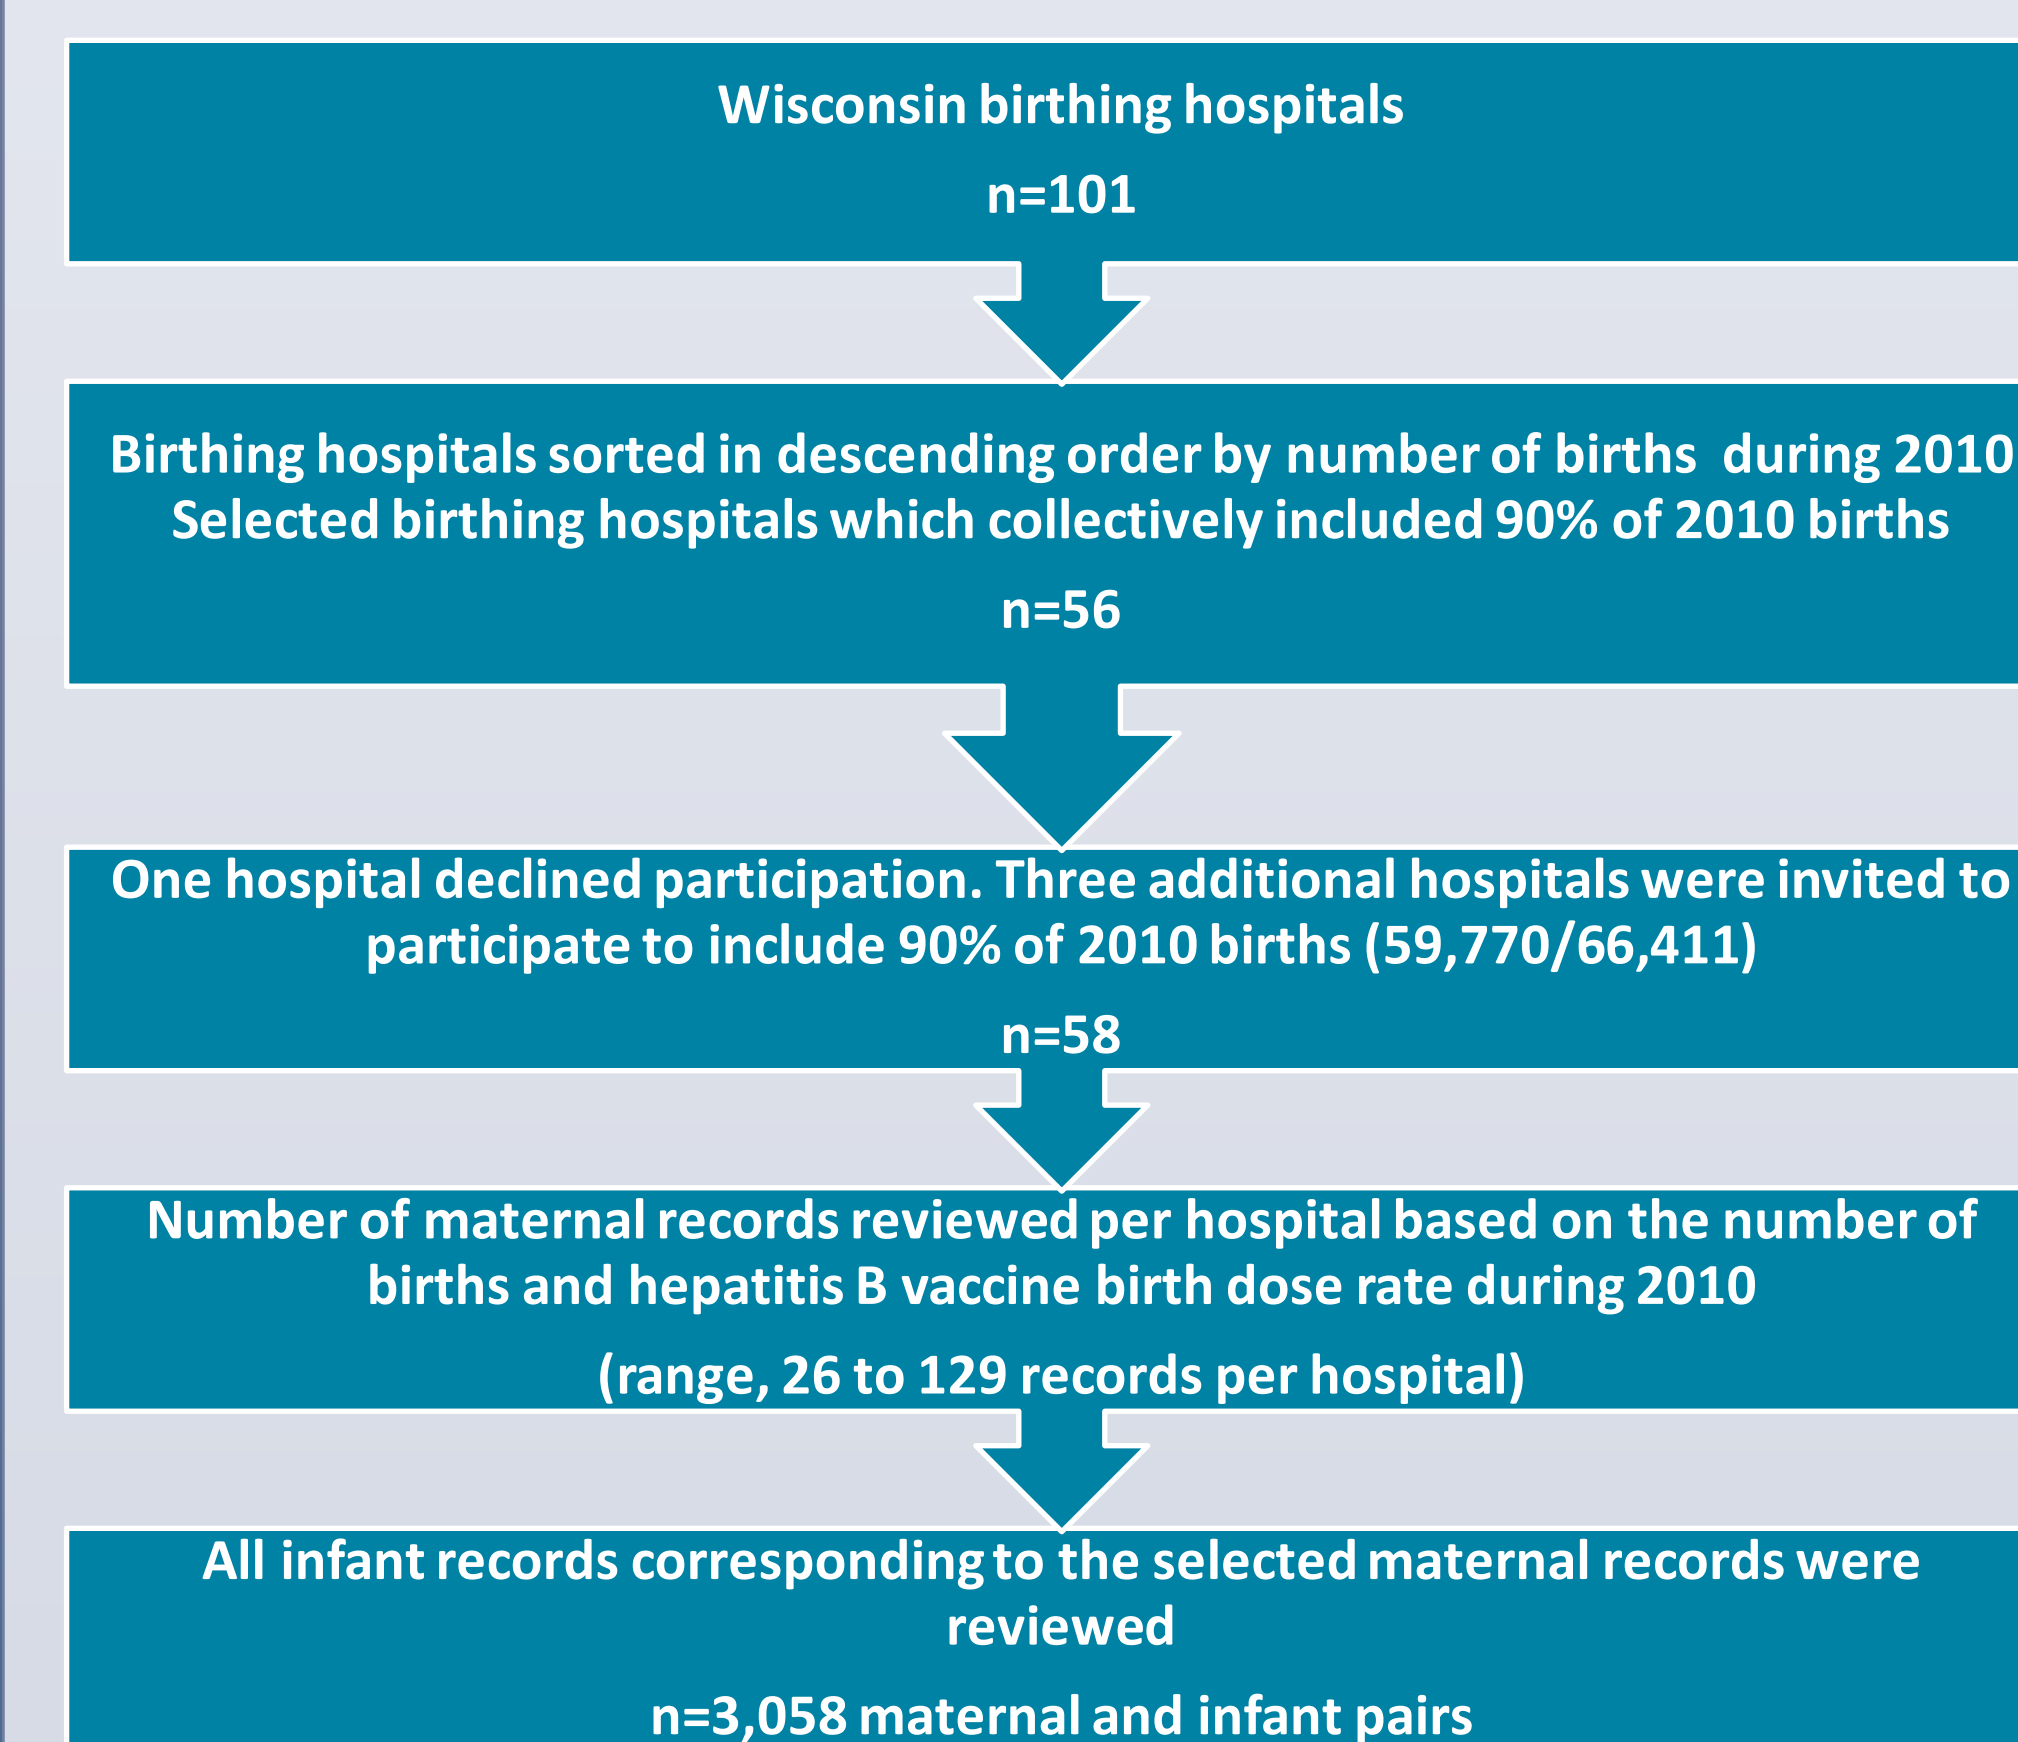 Wisconsin birthing hospitals
n=101
Birthing hospitals sorted in descending order by number of births during 2010
Selected birthing hospitals which collectively included 90% of 2010 births
n=56
One hospital declined participation. Three additional hospitals were invited to
participate to include 90% of 2010 births (59,770/66,411)
n=58
Number of maternal records reviewed per hospital based on the number of
births and hepatitis B vaccine birth dose rate during 2010
(range, 26 to 129 records per hospital)
All infant records corresponding to the selected maternal records were
reviewed
n=3,058 maternal and infant pairs